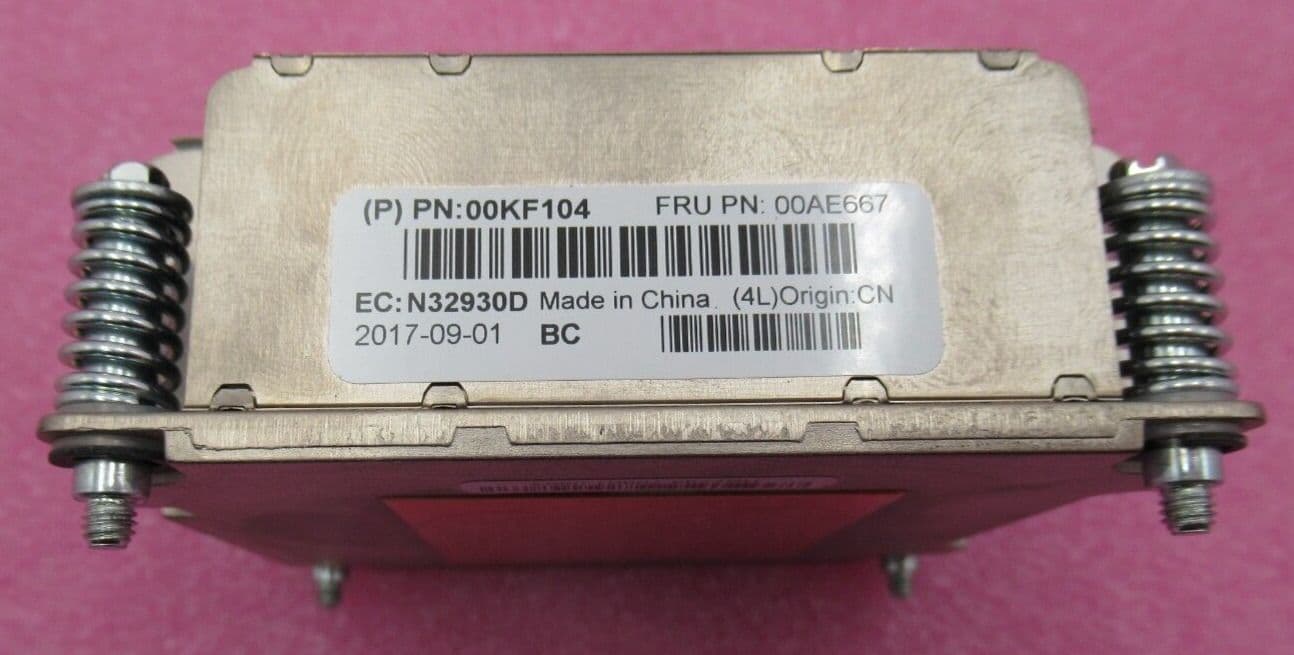 (P) PN:00KF104 FRU PN: 00AE667
EC: N32930D Made in China. (4L)Origin:CN
2017-09-01 BC